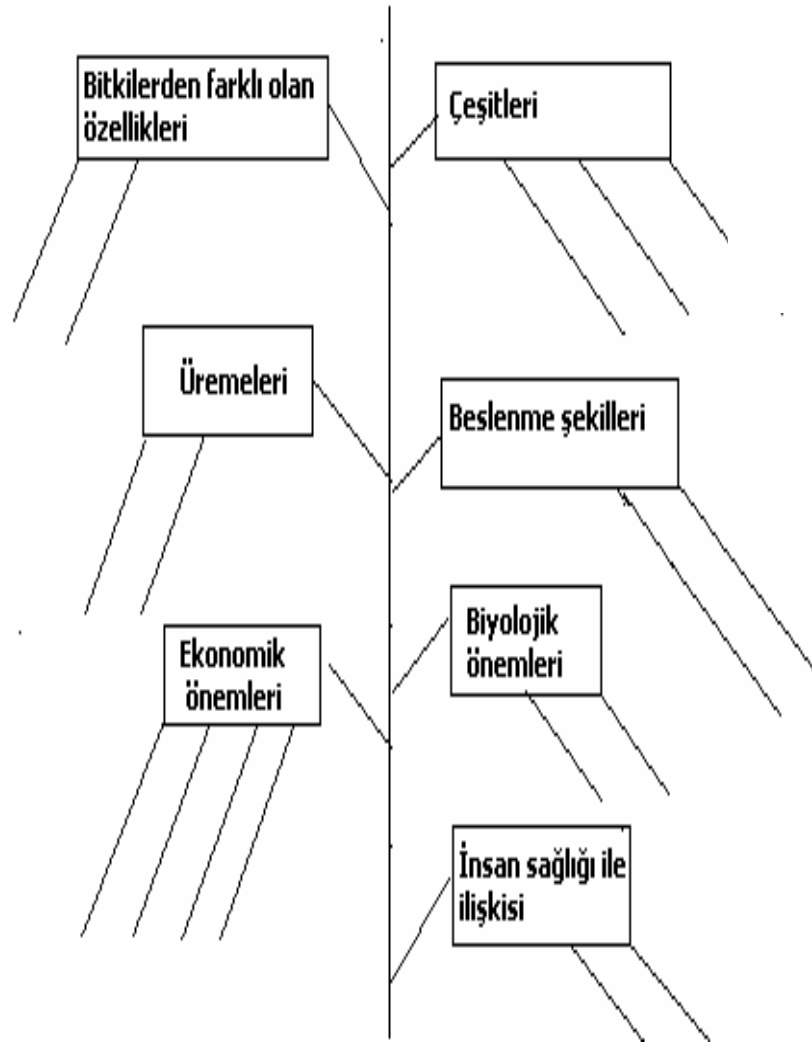 Bitkilerden farklı olan
özellikleri
Çeşitleri
Üremeleri
Beslenme şekilleri
Ekonomik
önemleri
Biyolojik
önemleri
İnsan sağlığı ile
ilişkisi